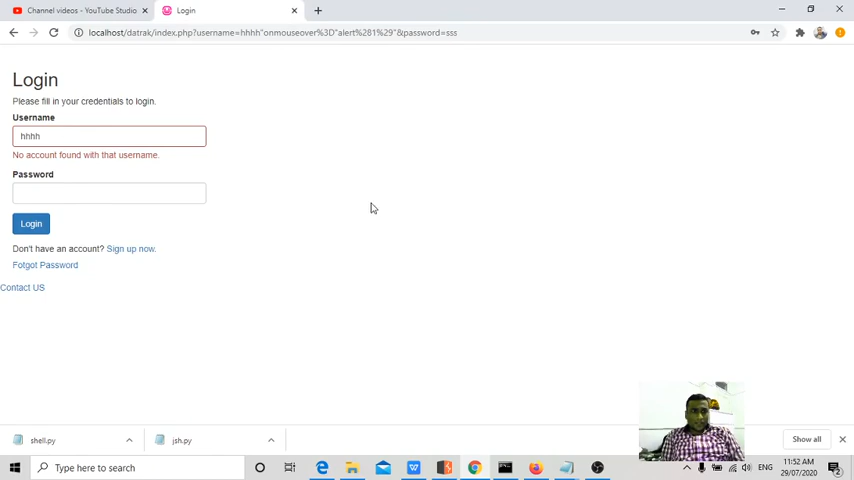 Channel videos - YouTube Studio
Login
localhost/datrak/index.php?username=hhhh"onmouseover%3D"alert%281%29"&password=sss
Login
Please fill in your credentials to login.
Username
hhhh
No account found with that username.
Password
Login
Don't have an account? Sign up now.
Fotgot Password
Contact US
shell.py
jsh.py
Show all
Type here to search
ENG
11:52 AM
29/07/2020
2